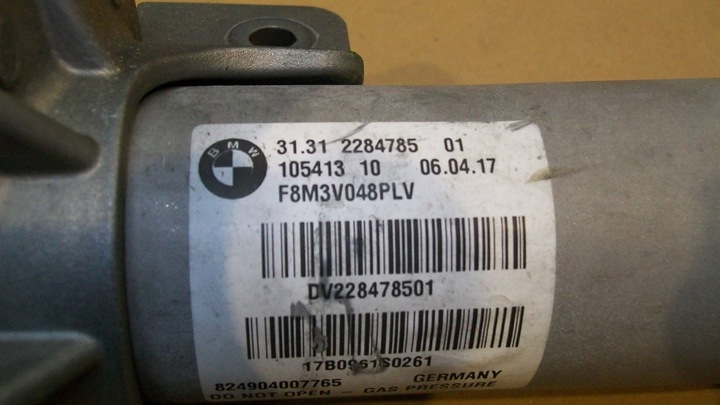 BMW
31.31 2284785 01
105413 10 06.04.17
F8M3V048PLV
DV228478501
17B0961S0261
824904007765 GERMANY
DO NOT OPEN - GAS PRESSURE